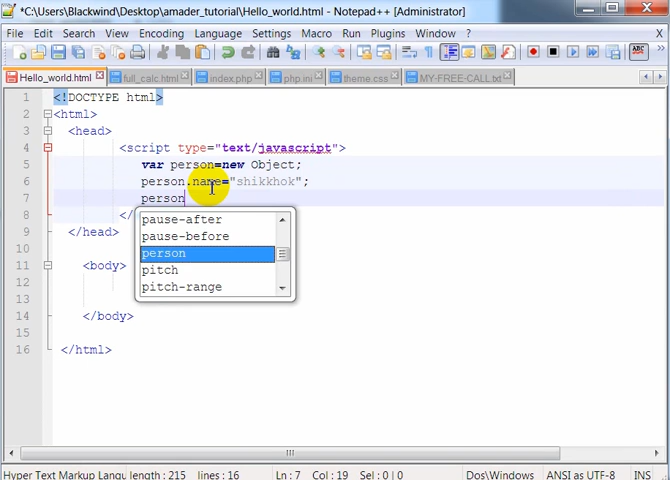 *C:\Users\Blackwind\Desktop\amader_tutorial\Hello_world.html - Notepad++ [Administrator]
File Edit Search View Encoding Language Settings Macro Run Plugins Window ? X
Hello_world.html full_calc.html index.php php.ini theme.css MY-FREE-CALL.txt
1 <!DOCTYPE html>
2 <html>
3 <head>
4 <script type="text/javascript">
5 var person=new Object;
6 person.name="shikkhok";
7 person
8 </
9 </head>
10
11 <body>
12
13
14 </body>
15
16 </html>
pause-after
pause-before
person
pitch
pitch-range
Hyper Text Markup Langu length : 215 lines : 16 Ln : 7 Col : 19 Sel : 0 | 0 Dos\Windows ANSI as UTF-8 INS